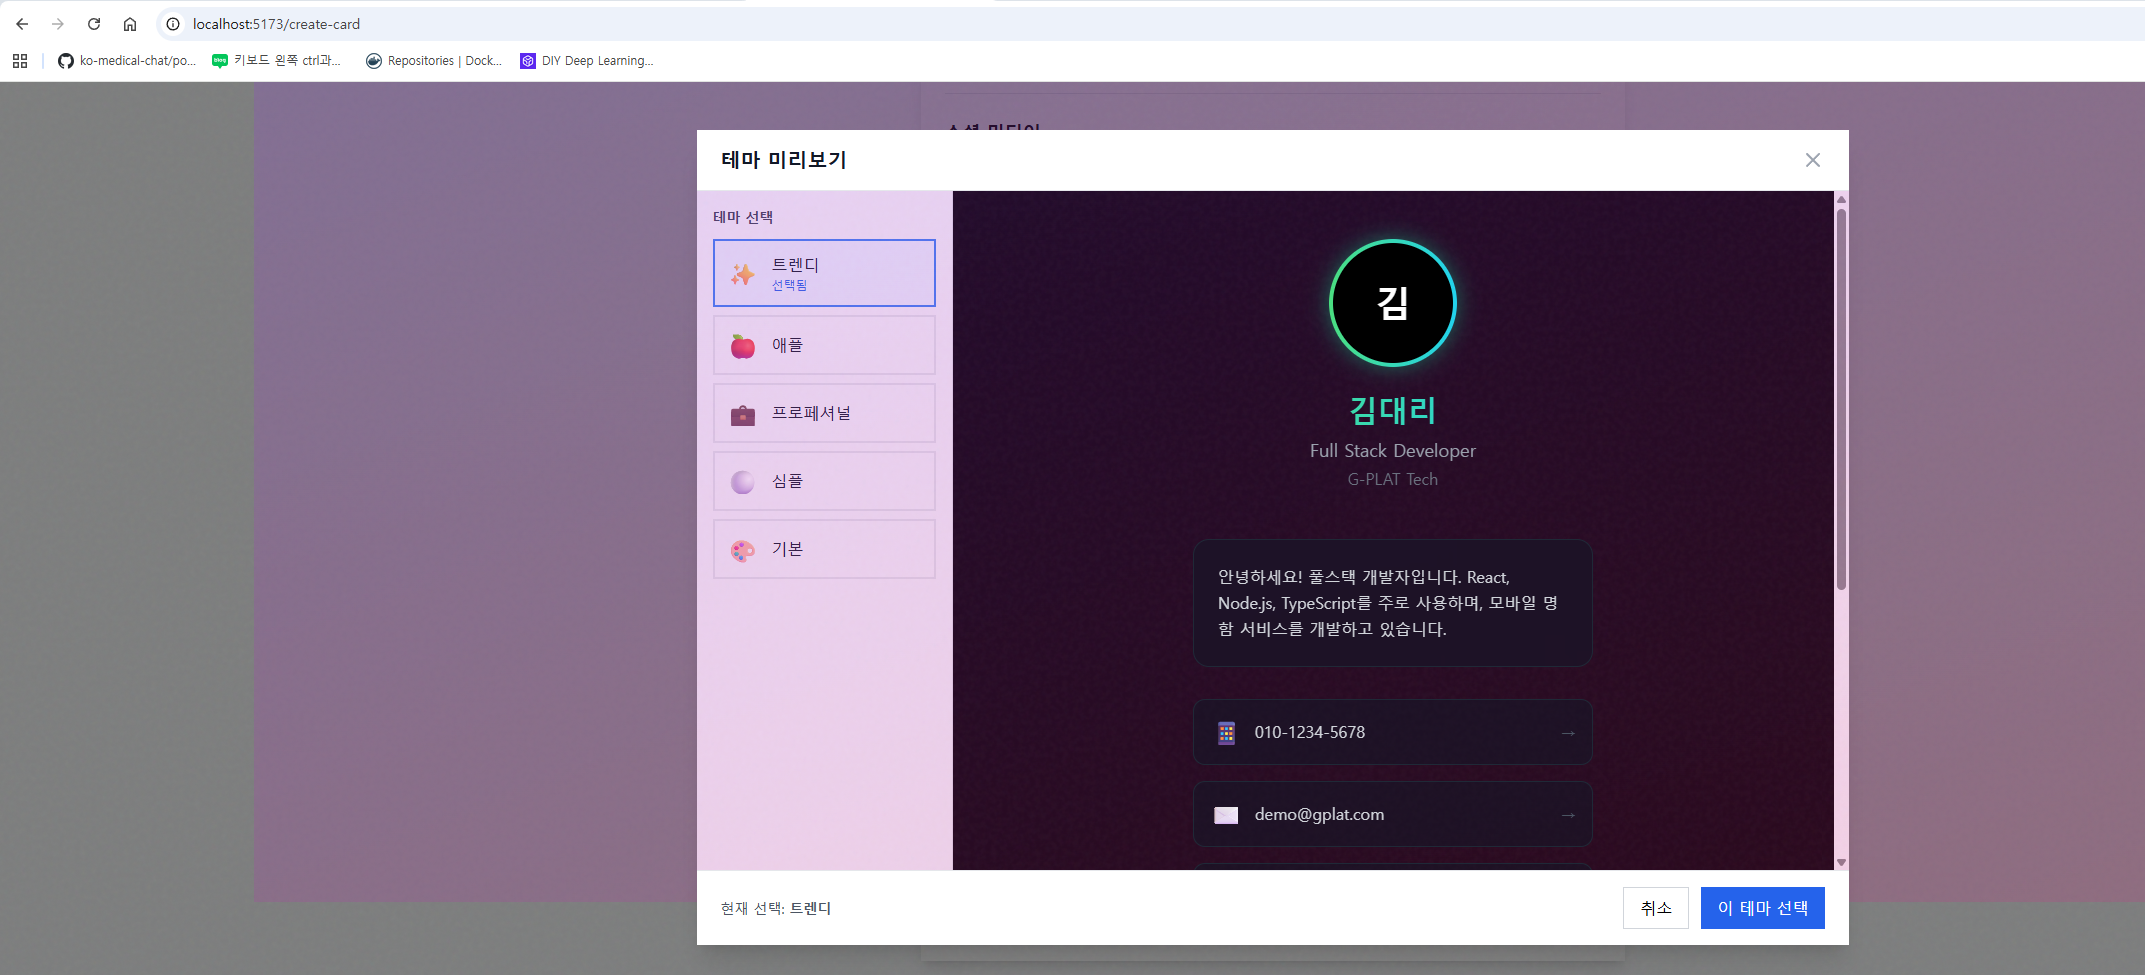 localhost:5173/create-card
ko-medical-chat/po...
키보드 왼쪽 ctrl과...
Repositories | Dock...
DIY Deep Learning...
테마 미리보기
테마 선택
트렌디
선택됨
애플
프로페셔널
심플
기본
김
김대리
Full Stack Developer
G-PLAT Tech
안녕하세요! 풀스택 개발자입니다. React,
Node.js, TypeScript를 주로 사용하며, 모바일 명
함 서비스를 개발하고 있습니다.
010-1234-5678
→
demo@gplat.com
→
현재 선택: 트렌디
취소
이 테마 선택